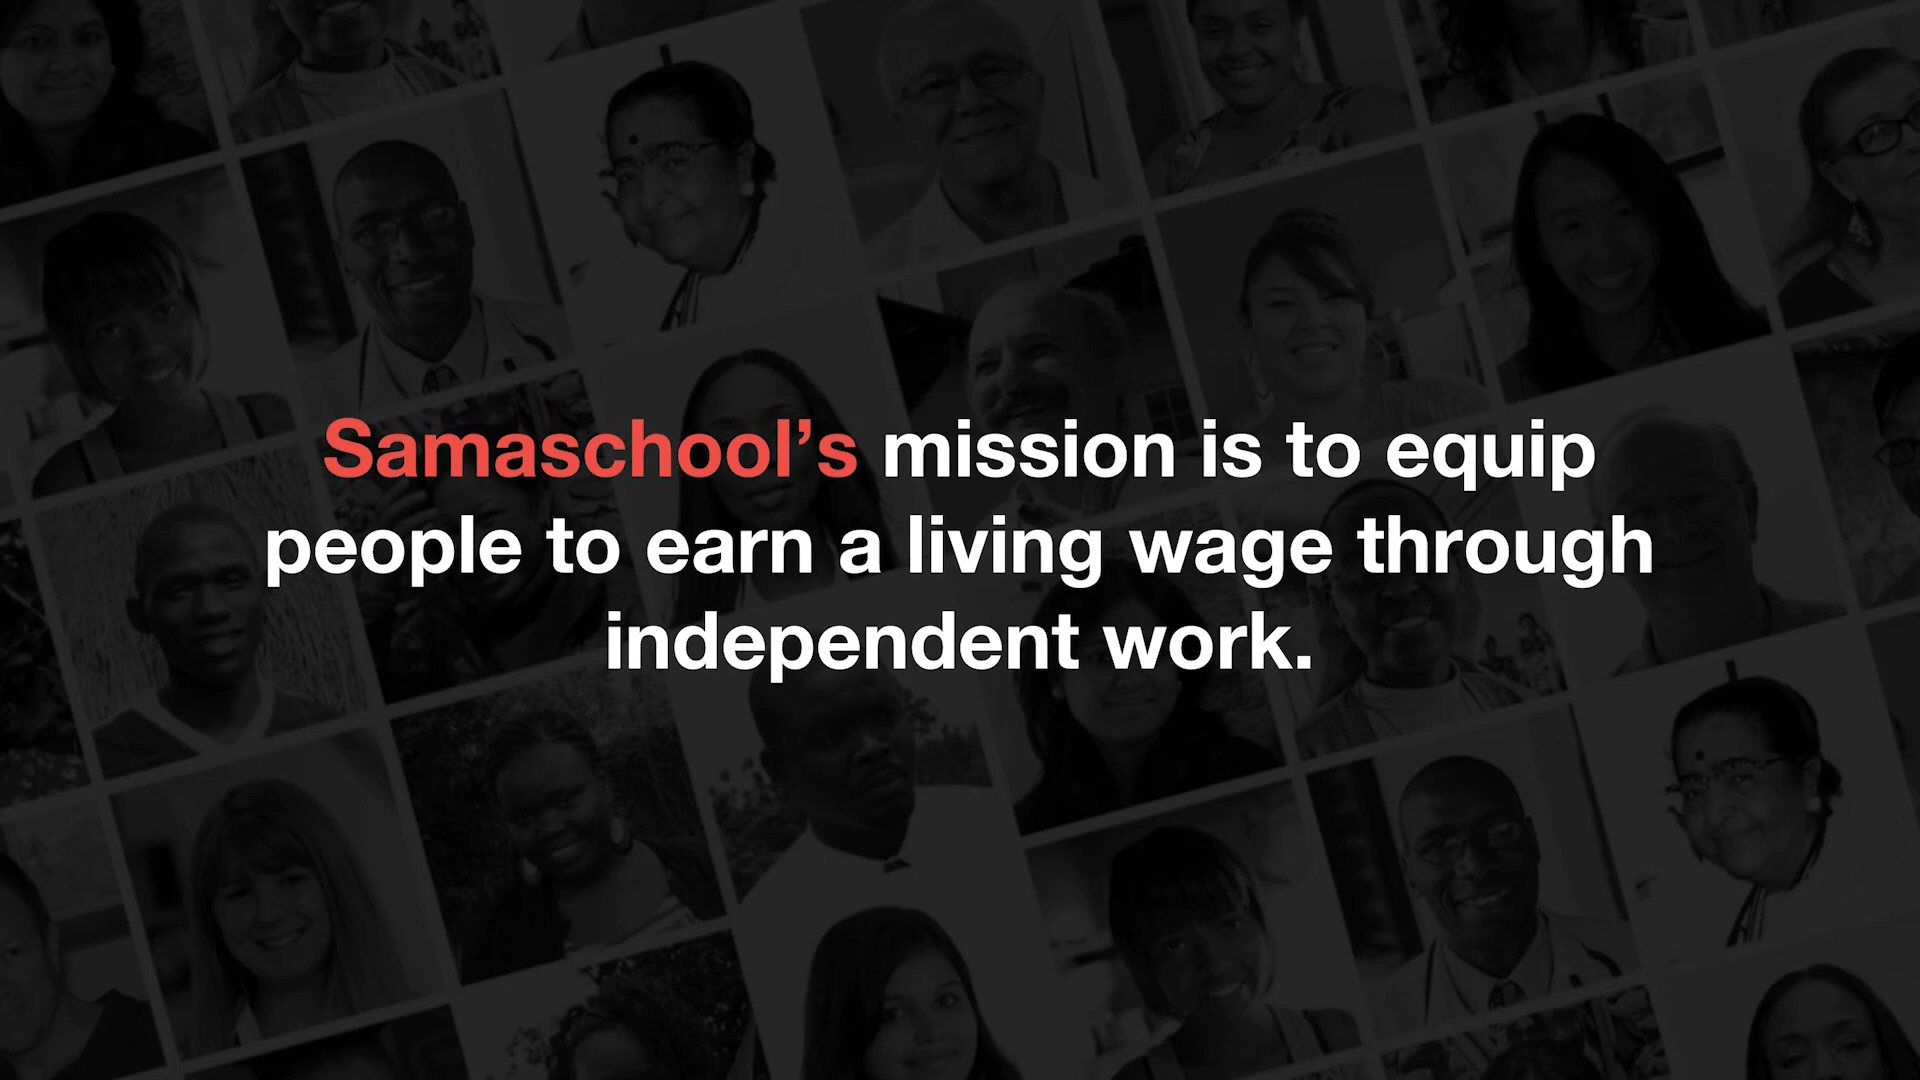 Samaschool’s mission is to equip
people to earn a living wage through
independent work.